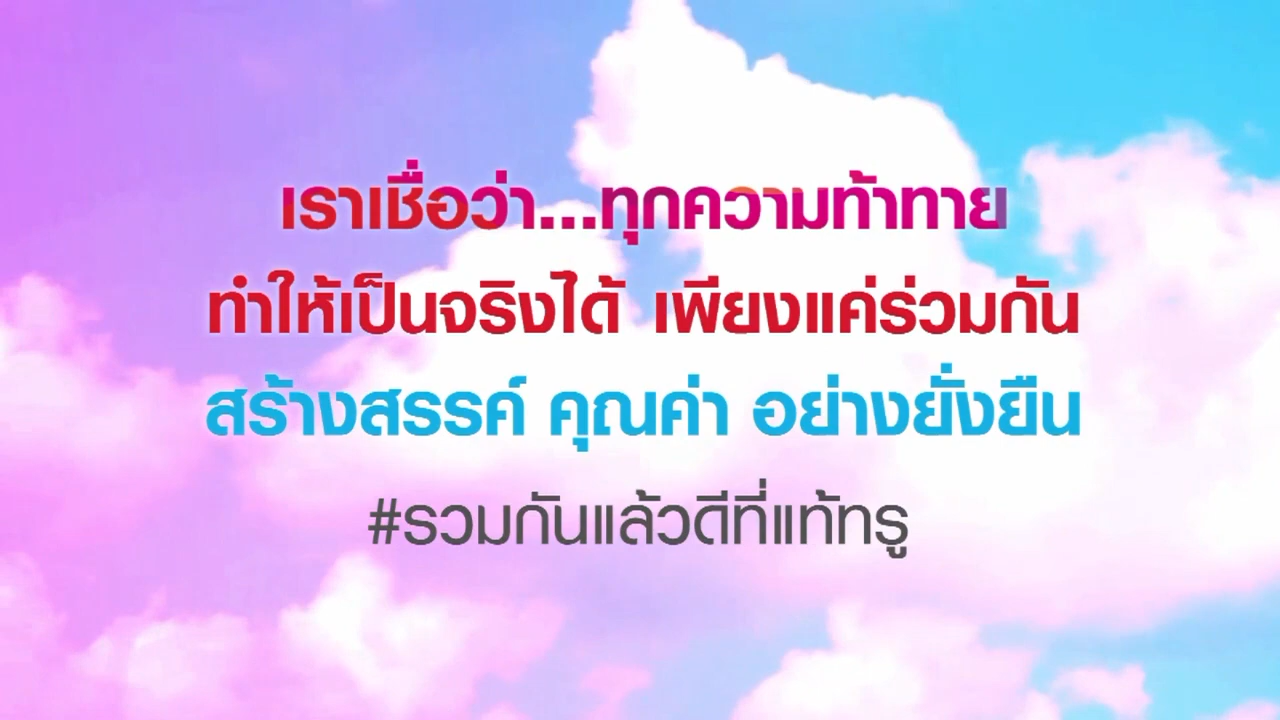 เราเชื่อว่า...ทุกความท้าทาย
ทำให้เป็นจริงได้ เพียงแค่ร่วมกัน
สร้างสรรค์ คุณค่า อย่างยั่งยืน
#รวมกันแล้วดีที่แท้ทรู